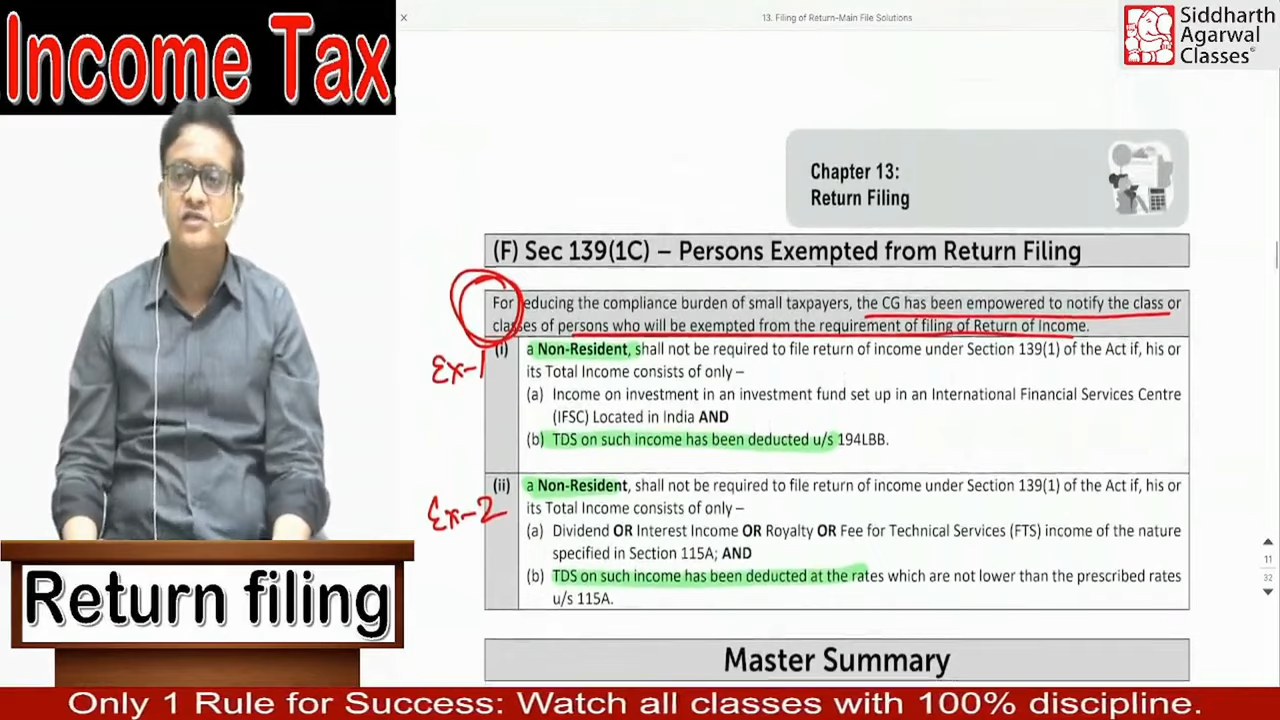 Income Tax.
× 13. Filing of Return-Main File Solutions
Siddharth
Agarwal
Classes
Chapter 13:
Return Filing
(F) Sec 139(1C) – Persons Exempted from Return Filing
For reducing the compliance burden of small taxpayers, the CG has been empowered to notify the class or
classes of persons who will be exempted from the requirement of filing of Return of Income.
Ex-1
(i) a Non-Resident, shall not be required to file return of income under Section 139(1) of the Act if, his or
its Total Income consists of only –
(a) Income on investment in an investment fund set up in an International Financial Services Centre
(IFSC) Located in India AND
(b) TDS on such income has been deducted u/s 194LBB.
Ex-2
(ii) a Non-Resident, shall not be required to file return of income under Section 139(1) of the Act if, his or
its Total Income consists of only –
(a) Dividend OR Interest Income OR Royalty OR Fee for Technical Services (FTS) income of the nature
specified in Section 115A; AND
(b) TDS on such income has been deducted at the rates which are not lower than the prescribed rates
u/s 115A.
11
32
Master Summary
Return filing
Only 1 Rule for Success: Watch all classes with 100% discipline.